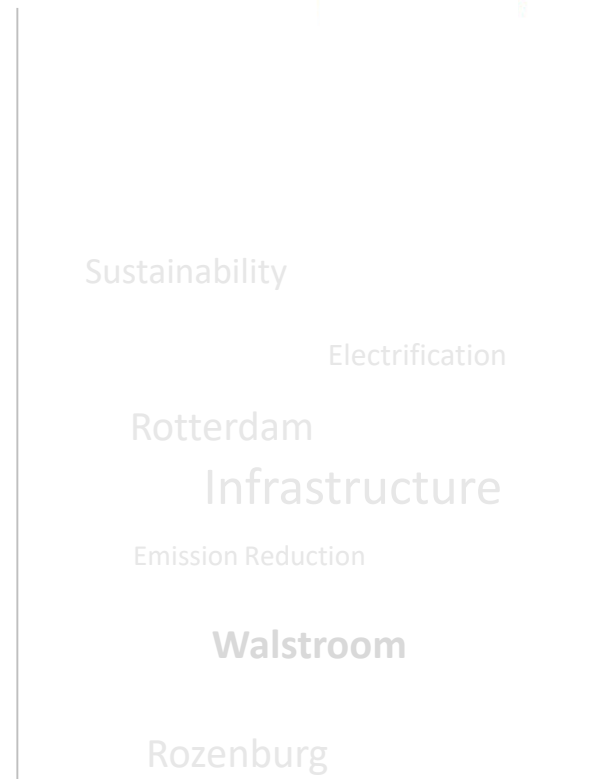 Sustainability
Electrification
Rotterdam
Infrastructure
Emission Reduction
Walstroom
Rozenburg